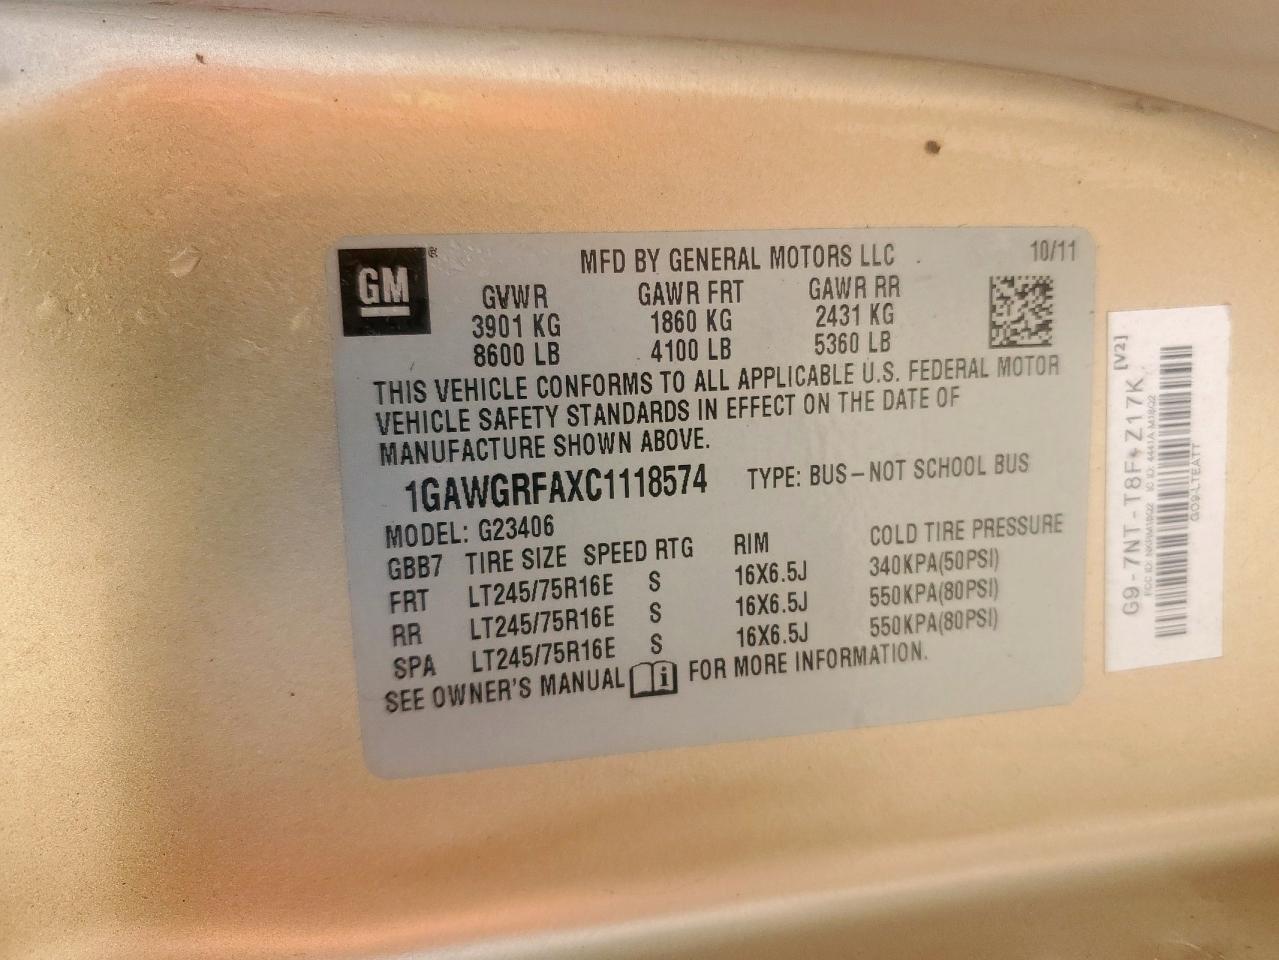 GM®
MFD BY GENERAL MOTORS LLC 10/11
GVWR GAWR FRT GAWR RR
3901 KG 1860 KG 2431 KG
8600 LB 4100 LB 5360 LB
THIS VEHICLE CONFORMS TO ALL APPLICABLE U.S. FEDERAL MOTOR
VEHICLE SAFETY STANDARDS IN EFFECT ON THE DATE OF
MANUFACTURE SHOWN ABOVE.
1GAWGRFAXC1118574 TYPE: BUS–NOT SCHOOL BUS
MODEL: G23406
GBB7 TIRE SIZE SPEED RTG RIM COLD TIRE PRESSURE
FRT LT245/75R16E S 16X6.5J 340KPA(50PSI)
RR LT245/75R16E S 16X6.5J 550KPA(80PSI)
SPA LT245/75R16E S 16X6.5J 550KPA(80PSI)
SEE OWNER'S MANUAL i FOR MORE INFORMATION.
[V2]
G9-7NT-T8F-Z17K
GO9-LTEATT